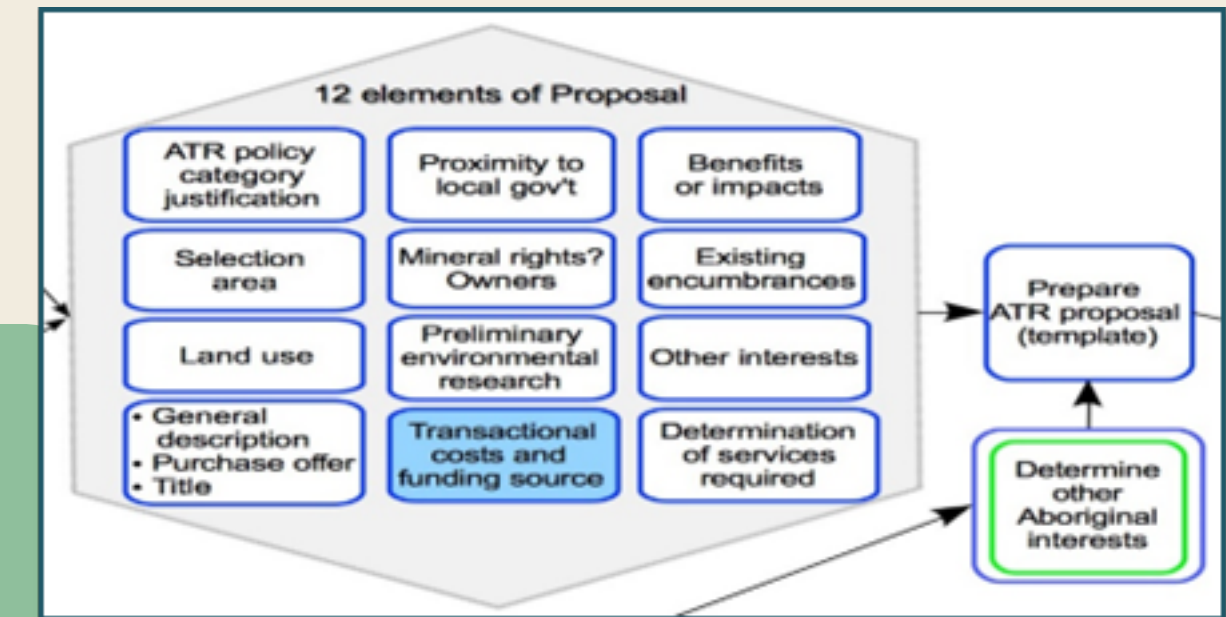 12 elements of Proposal
ATR policy
category
justification
Proximity to
local gov't
Benefits
or impacts
Selection
area
Mineral rights?
Owners
Existing
encumbrances
Land use
Preliminary
environmental
research
Other interests
• General
description
• Purchase offer
• Title
Transactional
costs and
funding source
Determination
of services
required
Prepare
ATR proposal
(template)
Determine
other
Aboriginal
interests